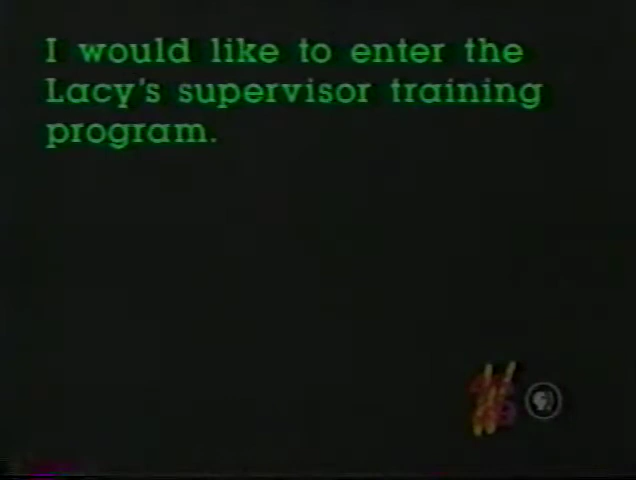 I would like to enter the
Lacy's supervisor training
program.